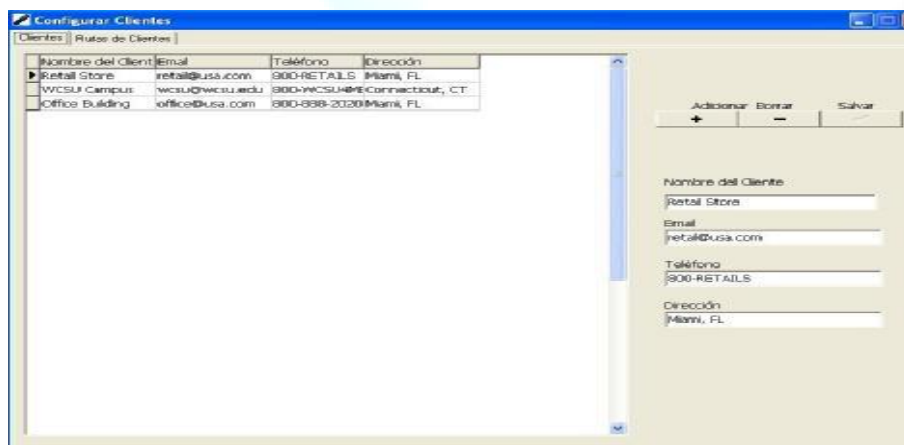 Configurar Clientes
Clientes Rutas de Clientes
Nombre del Client Email Teléfono Dirección
Retail Store retail@usa.com 800-RETAILS Miami, FL
WCSU Campus wcsu@wcsu.edu 800-WCSU4ME Connecticut, CT
Office Building office@usa.com 800-888-2020 Miami, FL
Adicionar Borrar Salvar
Nombre del Cliente
Retail Store
Email
retail@usa.com
Teléfono
800-RETAILS
Dirección
Miami, FL